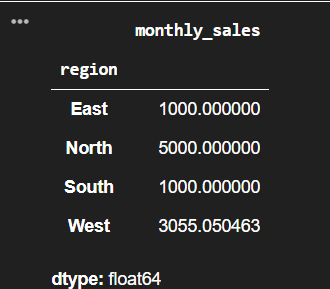 •••
monthly_sales
region
East 1000.000000
North 5000.000000
South 1000.000000
West 3055.050463
dtype: float64